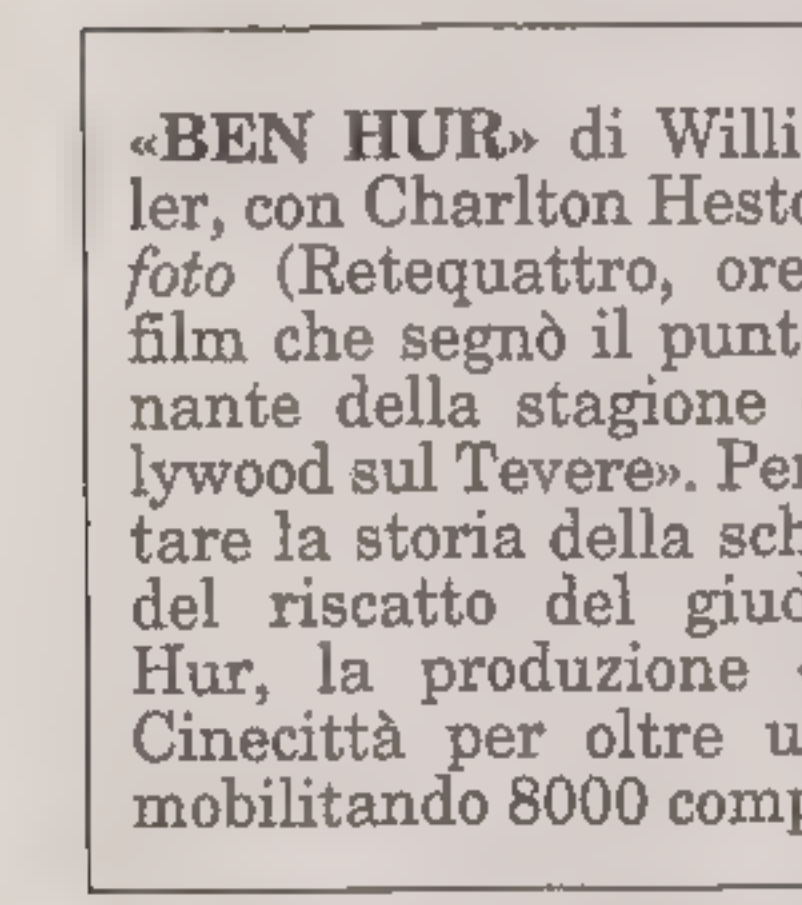 «BEN HUR» di Willi
ler, con Charlton Hesto
foto (Retequattro, ore
film che segnò il punt
nante della stagione
lywood sul Tevere». Per
tare la storia della sch
del riscatto del giud
Hur, la produzione «
Cinecittà per oltre u
mobilitando 8000 comp